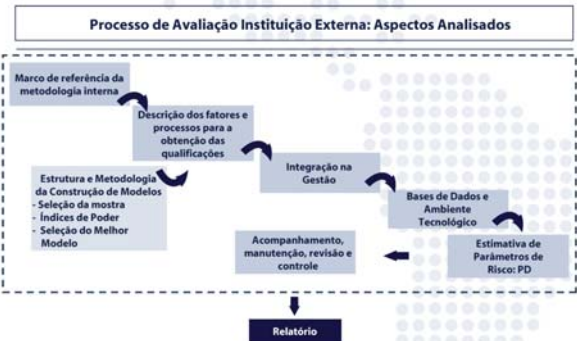 Processo de Avaliação Instituição Externa: Aspectos Analisados
Marco de referência da
metodologia interna
Descrição dos fatores e
processos para a
obtenção das
qualificações
Estrutura e Metodologia
da Construção de Modelos
- Seleção da mostra
- Índices de Poder
- Seleção do Melhor
Modelo
Integração na
Gestão
Bases de Dados e
Ambiente
Tecnológico
Estimativa de
Parâmetros de
Risco: PD
Acompanhamento,
manutenção, revisão e
controle
Relatório